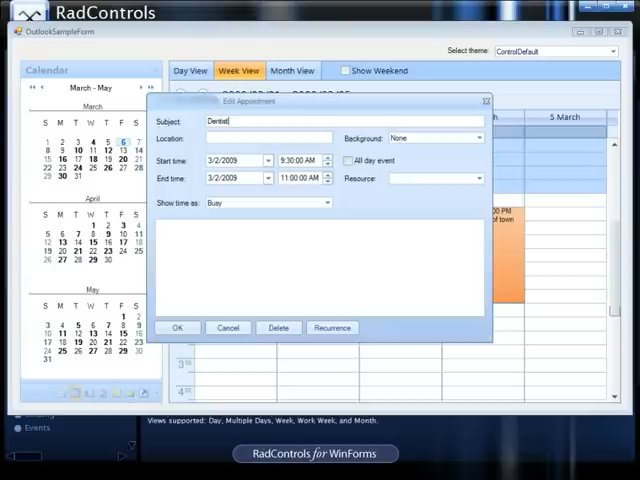 RadControls
OutlookSampleForm
Select theme: ControlDefault
Calendar
Day View Week View Month View Show Weekend
March - May
March
S M T W T F S
1 2 3 4 5 6 7
8 9 10 11 12 13 14
15 16 17 18 19 20 21
22 23 24 25 26 27 28
29 30 31
April
S M T W T F S
1 2 3 4
5 6 7 8 9 10 11
12 13 14 15 16 17 18
19 20 21 22 23 24 25
26 27 28 29 30
May
S M T W T F S
1 2
3 4 5 6 7 8 9
10 11 12 13 14 15 16
17 18 19 20 21 22 23
24 25 26 27 28 29 30
31
Edit Appointment
Subject: Dentist
Location:
Background: None
Start time: 3/2/2009 9:30:00 AM
All day event
End time: 3/2/2009 11:00:00 AM
Resource:
Show time as: Busy
OK Cancel Delete Recurrence
5 March
00 PM
of town
3 00
4 00
Events
Views supported: Day, Multiple Days, Week, Work Week, and Month.
RadControls for WinForms